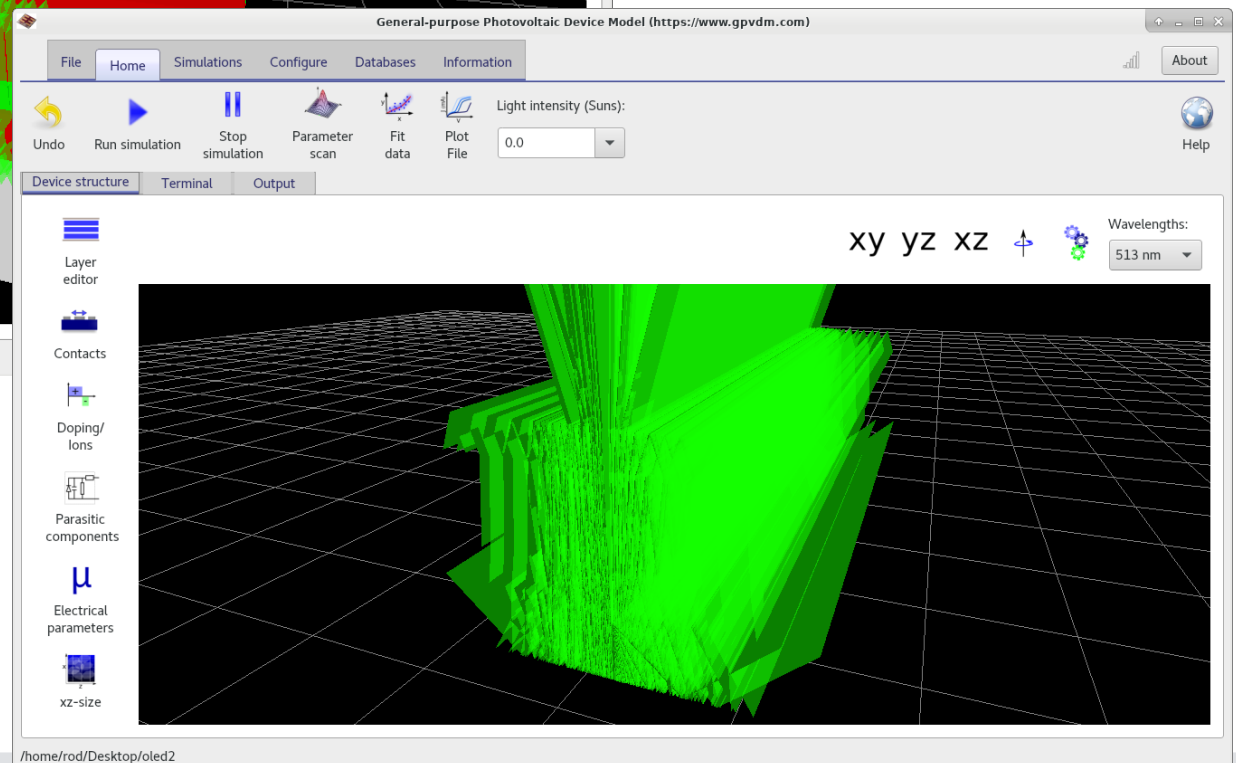 General-purpose Photovoltaic Device Model (https://www.gpvdm.com)
File Home Simulations Configure Databases Information
About
Undo
Run simulation
Stop
simulation
Parameter
scan
Fit
data
Plot
File
Light intensity (Suns):
0.0
Help
Device structure Terminal Output
Layer
editor
xy yz xz
Wavelengths:
513 nm
Contacts
Doping/
Ions
Parasitic
components
μ
Electrical
parameters
xz-size
/home/rod/Desktop/oled2